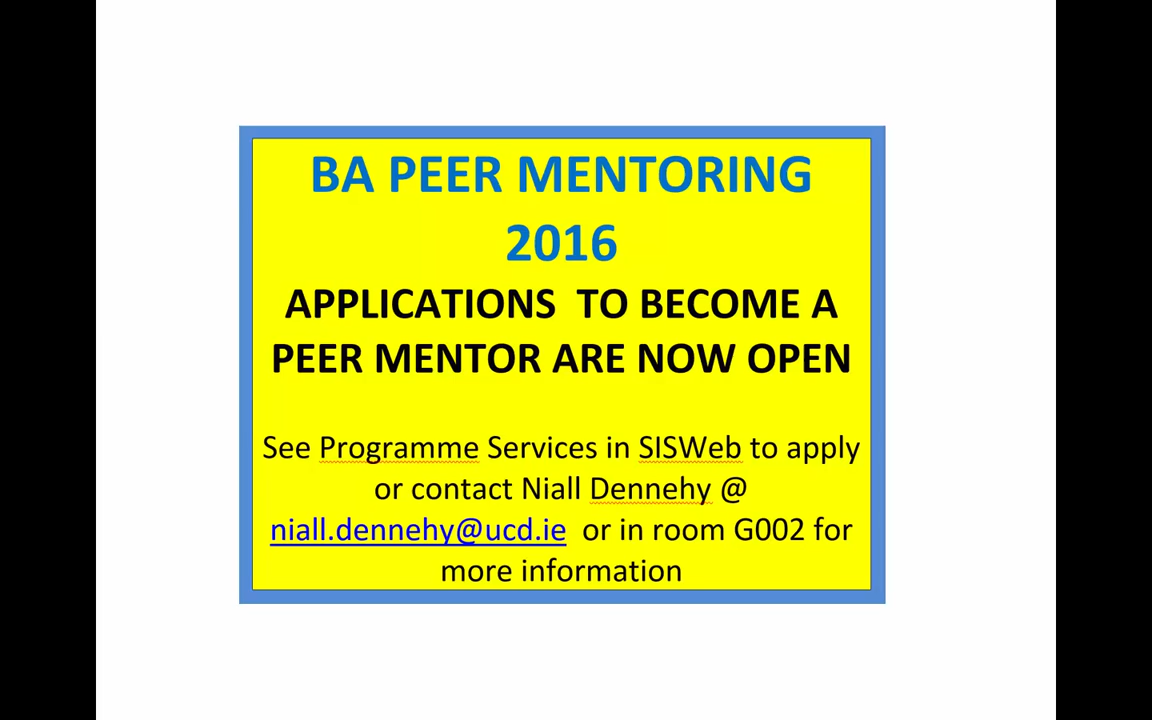 BA PEER MENTORING
2016
APPLICATIONS TO BECOME A
PEER MENTOR ARE NOW OPEN
See Programme Services in SISWeb to apply
or contact Niall Dennehy @
niall.dennehy@ucd.ie or in room G002 for
more information